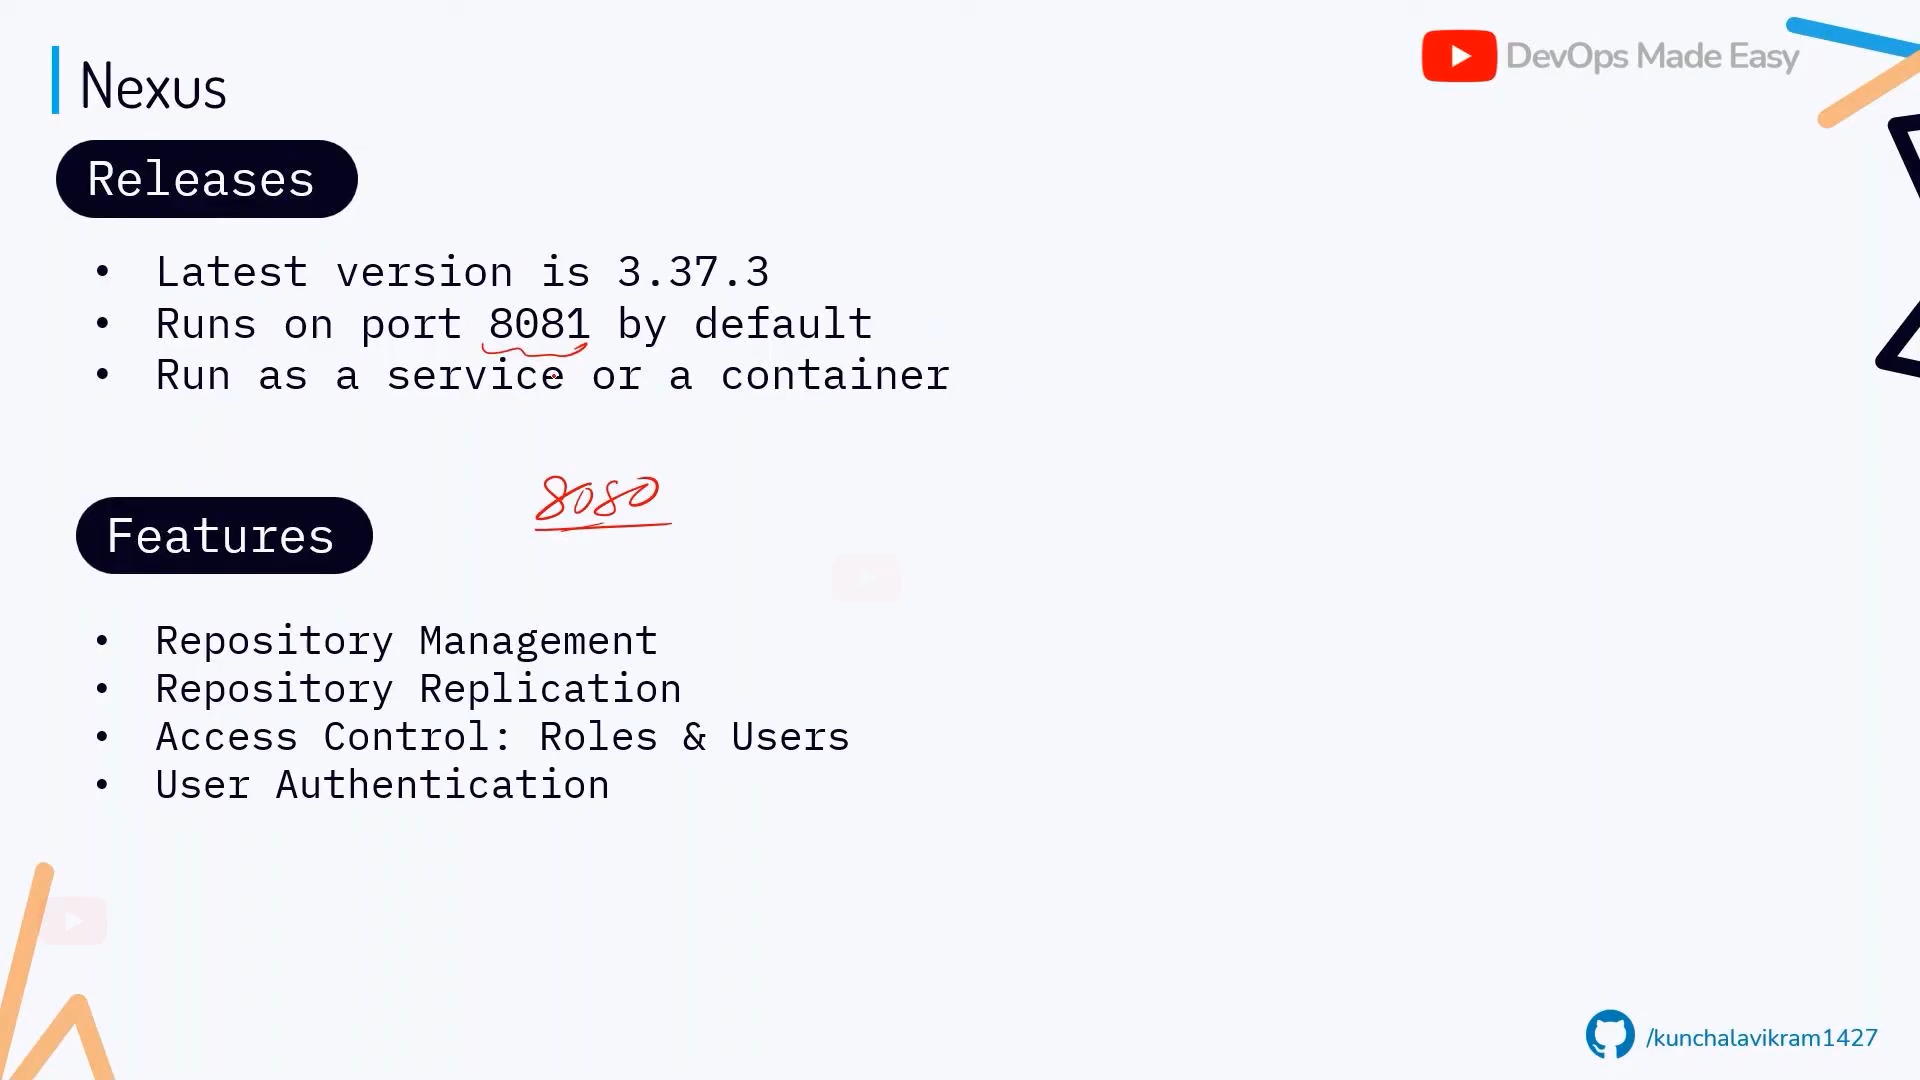 DevOps Made Easy
Nexus
Releases
• Latest version is 3.37.3
• Runs on port 8081 by default
• Run as a service or a container
8080
Features
• Repository Management
• Repository Replication
• Access Control: Roles & Users
• User Authentication
/kunchalavikram1427